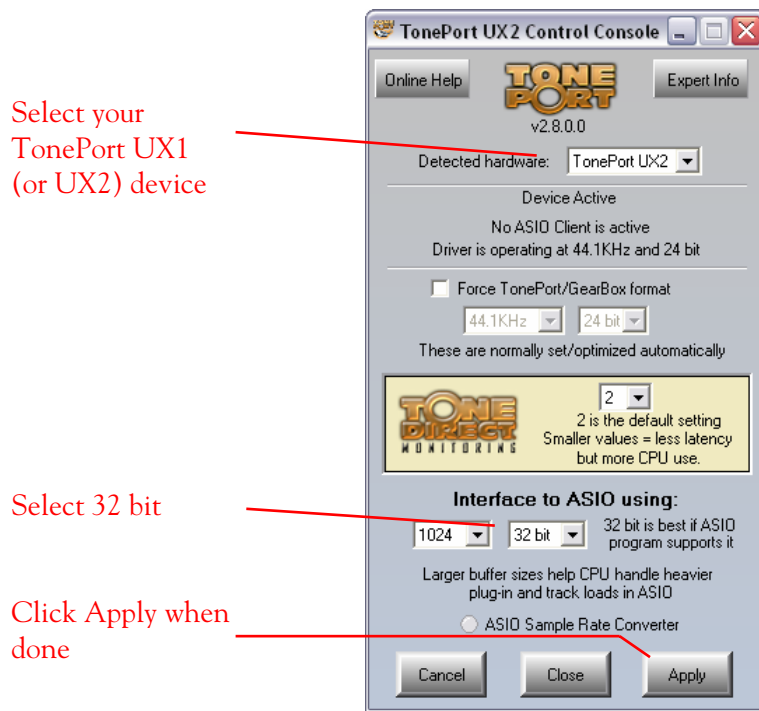 TonePort UX2 Control Console
Online Help
TONE
PORT
Expert Info
v2.8.0.0
Select your
TonePort UX1
(or UX2) device
Detected hardware: TonePort UX2
Device Active
No ASIO Client is active
Driver is operating at 44.1KHz and 24 bit
Force TonePort/GearBox format
44.1KHz 24 bit
These are normally set/optimized automatically
TONE
DIRECT
MONITORING
2
2 is the default setting
Smaller values = less latency
but more CPU use.
Select 32 bit
Interface to ASIO using:
1024 32 bit
32 bit is best if ASIO
program supports it
Larger buffer sizes help CPU handle heavier
plug-in and track loads in ASIO
Click Apply when
done
ASIO Sample Rate Converter
Cancel Close Apply